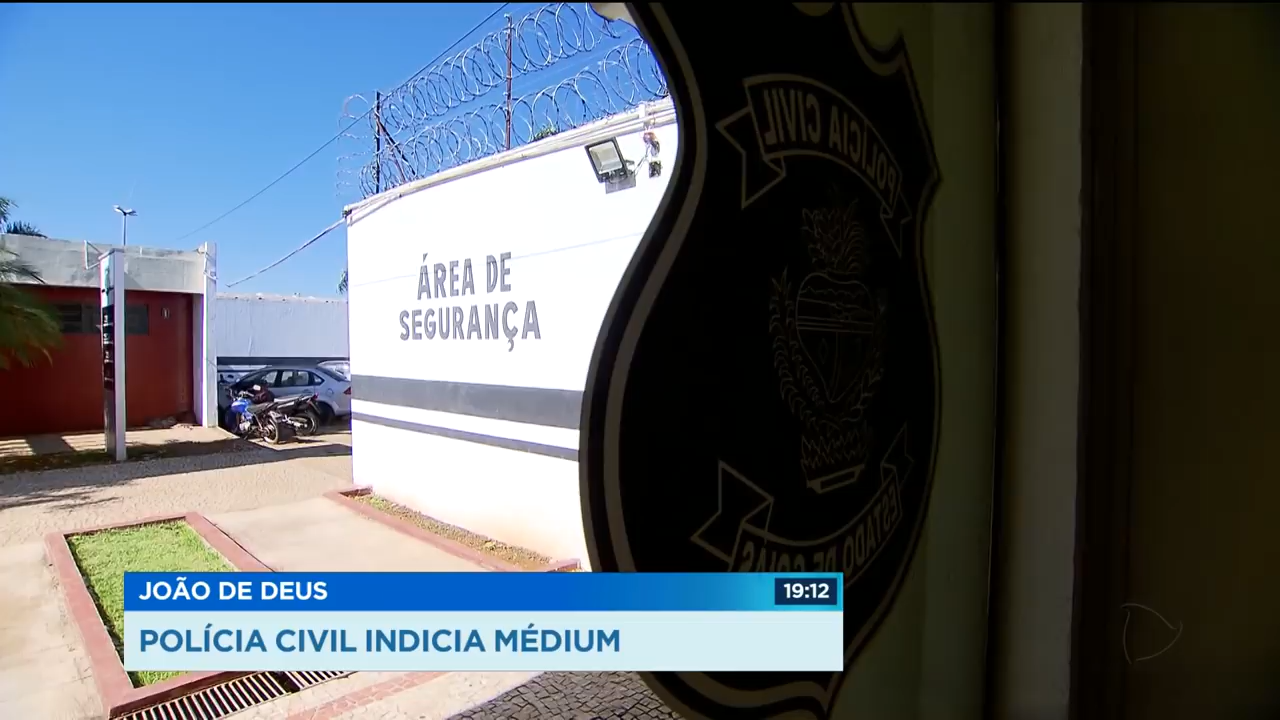 POLÍCIA CIVIL
ÁREA DE
SEGURANÇA
ESTADO DE GOIÁS
JOÃO DE DEUS
19:12
POLÍCIA CIVIL INDICIA MÉDIUM